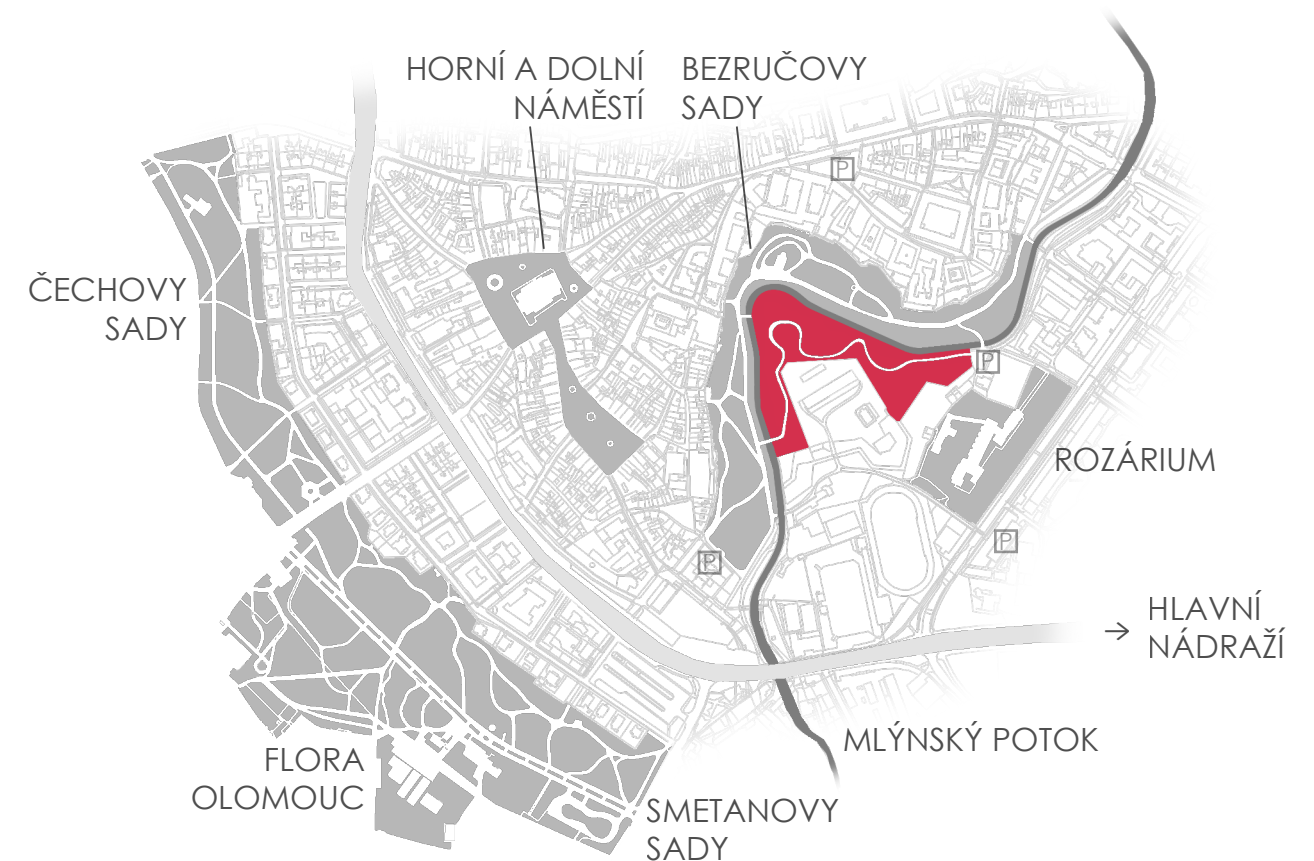 HORNÍ A DOLNÍ
NÁMĚSTÍ
BEZRUČOVY
SADY
P
ČECHOVY
SADY
P
ROZÁRIUM
P
P
HLAVNÍ
NÁDRAŽÍ
MLÝNSKÝ POTOK
FLORA
OLOMOUC
SMETANOVY
SADY